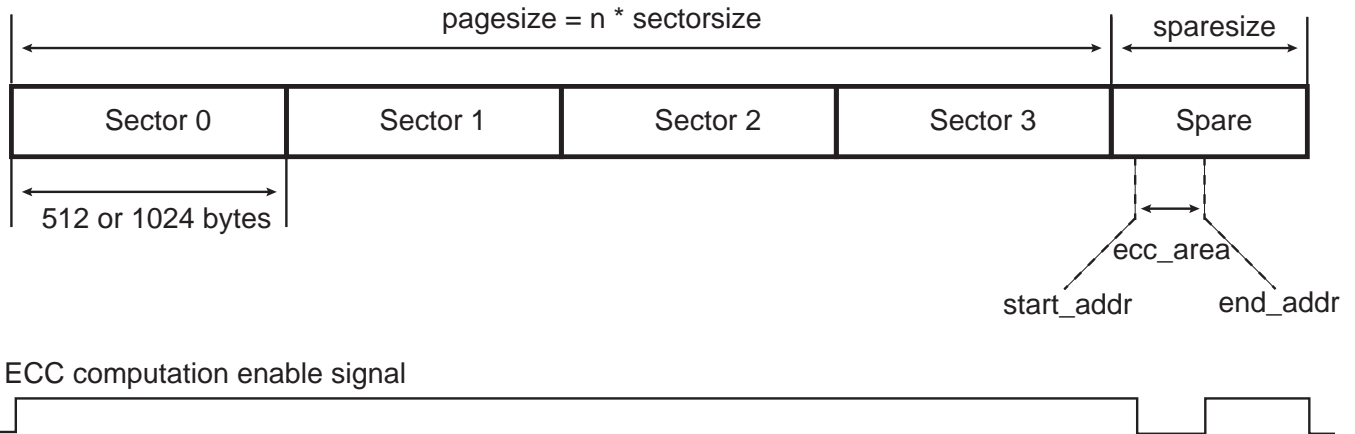 pagesize = n * sectorsize
sparesize
Sector 0
Sector 1
Sector 2
Sector 3
Spare
512 or 1024 bytes
ecc_area
start_addr
end_addr
ECC computation enable signal